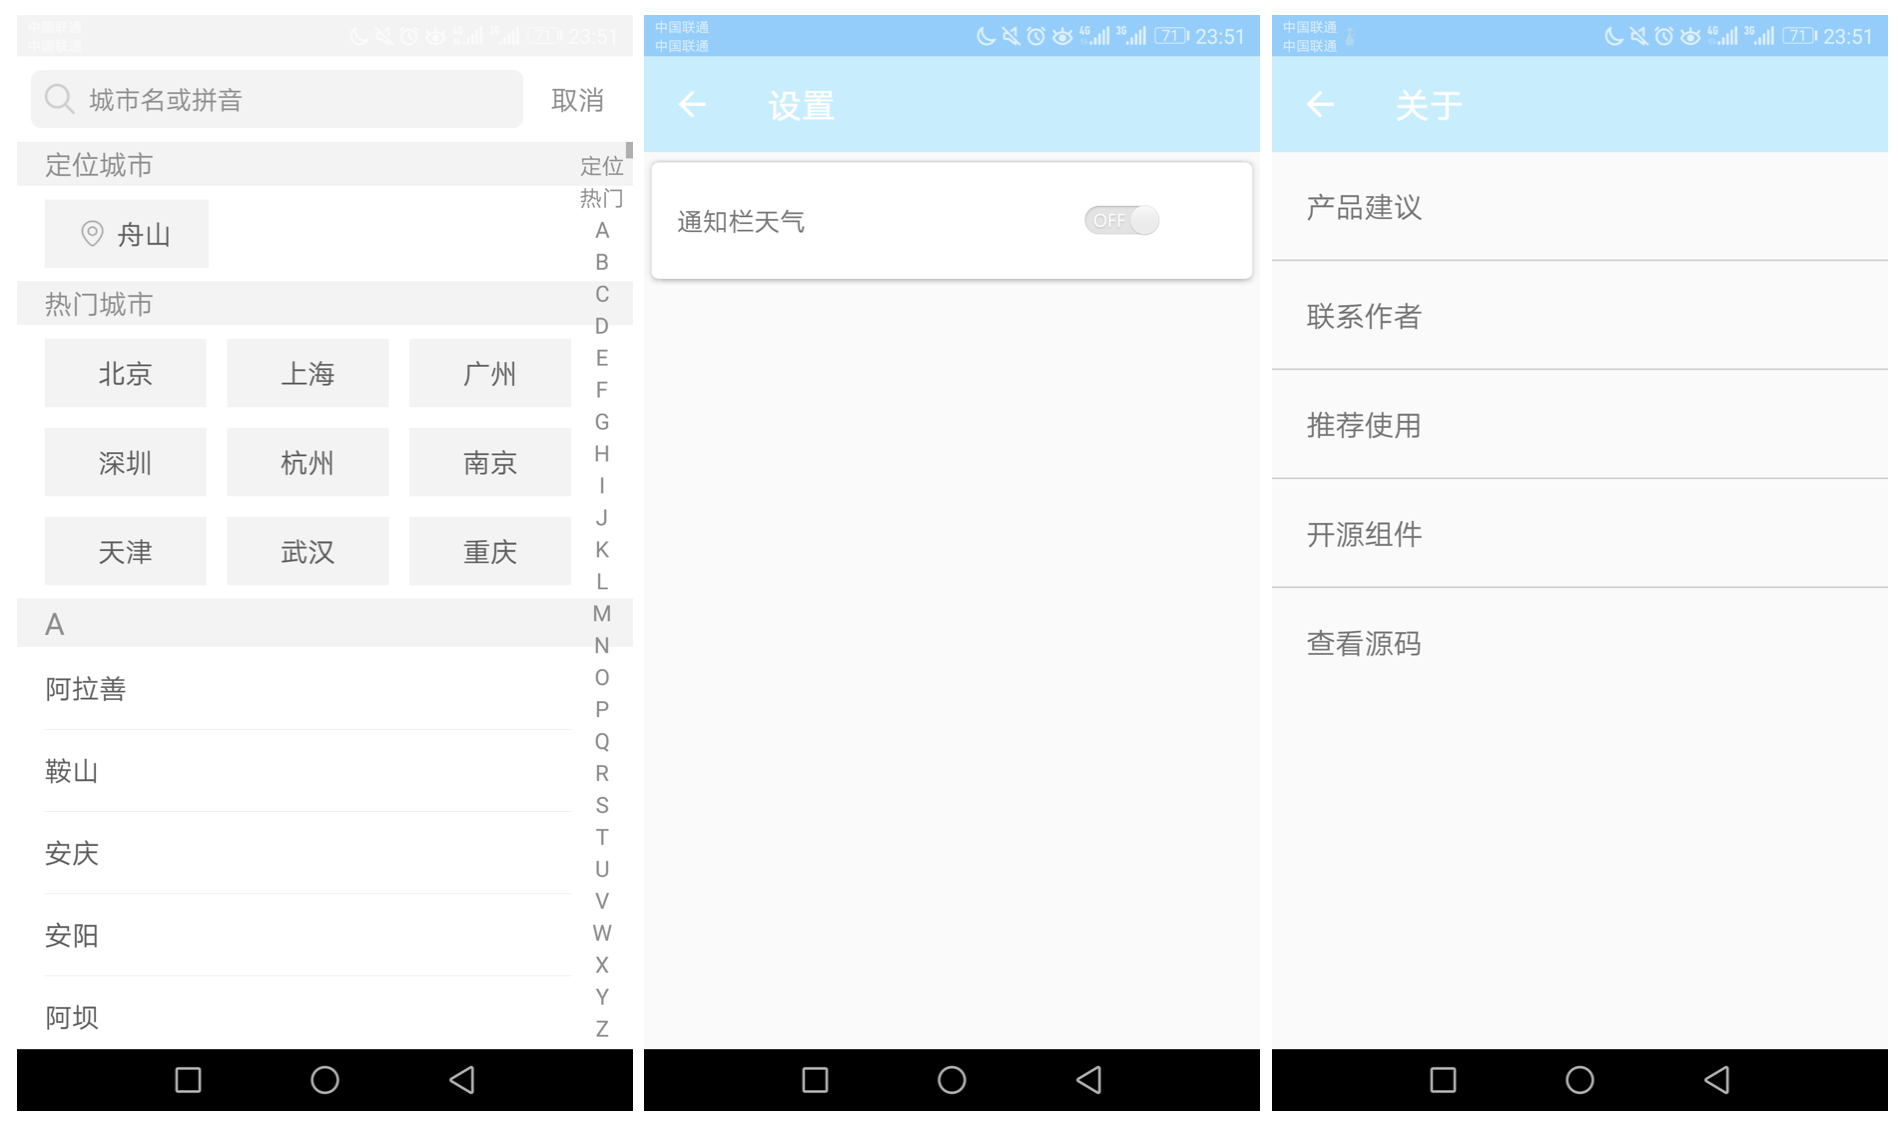 中国联通
中国联通
4G 3G 71 23:51
城市名或拼音 取消
定位城市
舟山
热门城市
北京 上海 广州
深圳 杭州 南京
天津 武汉 重庆
A
阿拉善
鞍山
安庆
安阳
阿坝
定位
热门
A
B
C
D
E
F
G
H
I
J
K
L
M
N
O
P
Q
R
S
T
U
V
W
X
Y
Z
中国联通
中国联通
4G 3G 71 23:51
设置
通知栏天气 OFF
中国联通
中国联通
4G 3G 71 23:51
关于
产品建议
联系作者
推荐使用
开源组件
查看源码